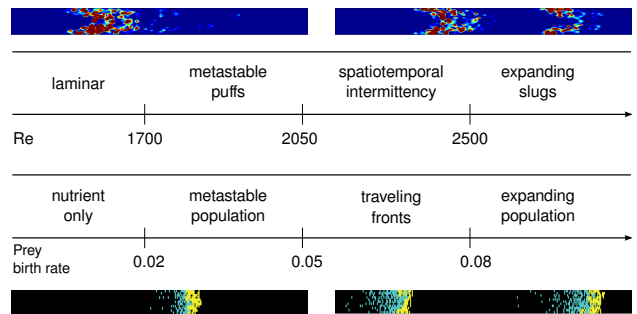 laminar
metastable
puffs
spatiotemporal
intermittency
expanding
slugs
Re
1700
2050
2500
nutrient
only
metastable
population
traveling
fronts
expanding
population
Prey
birth rate
0.02
0.05
0.08